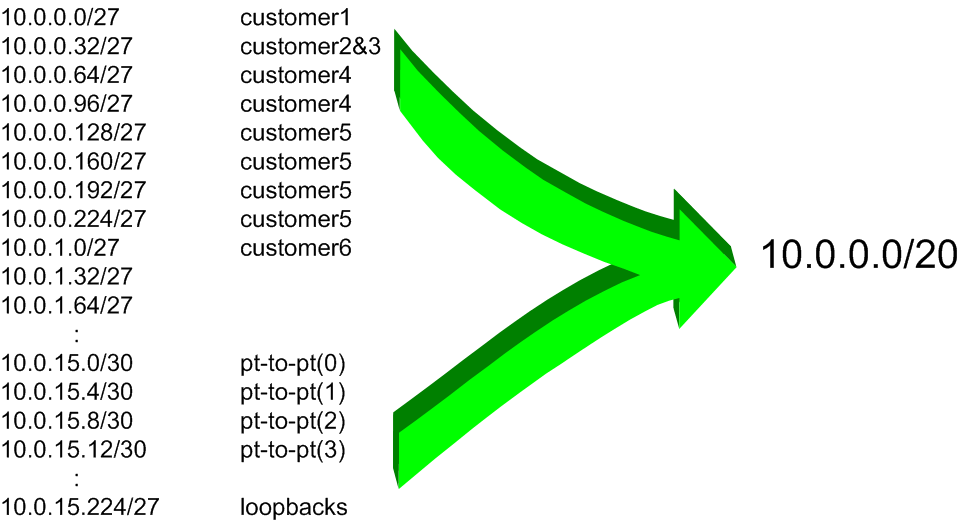 10.0.0.0/27 customer1
10.0.0.32/27 customer2&3
10.0.0.64/27 customer4
10.0.0.96/27 customer4
10.0.0.128/27 customer5
10.0.0.160/27 customer5
10.0.0.192/27 customer5
10.0.0.224/27 customer5
10.0.1.0/27 customer6
10.0.1.32/27
10.0.1.64/27
:
10.0.15.0/30 pt-to-pt(0)
10.0.15.4/30 pt-to-pt(1)
10.0.15.8/30 pt-to-pt(2)
10.0.15.12/30 pt-to-pt(3)
:
10.0.15.224/27 loopbacks
10.0.0.0/20